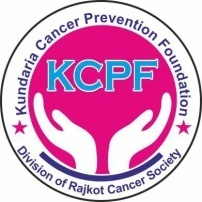 Kundaria Cancer Prevention Foundation
KCPF
Division of Rajkot Cancer Society